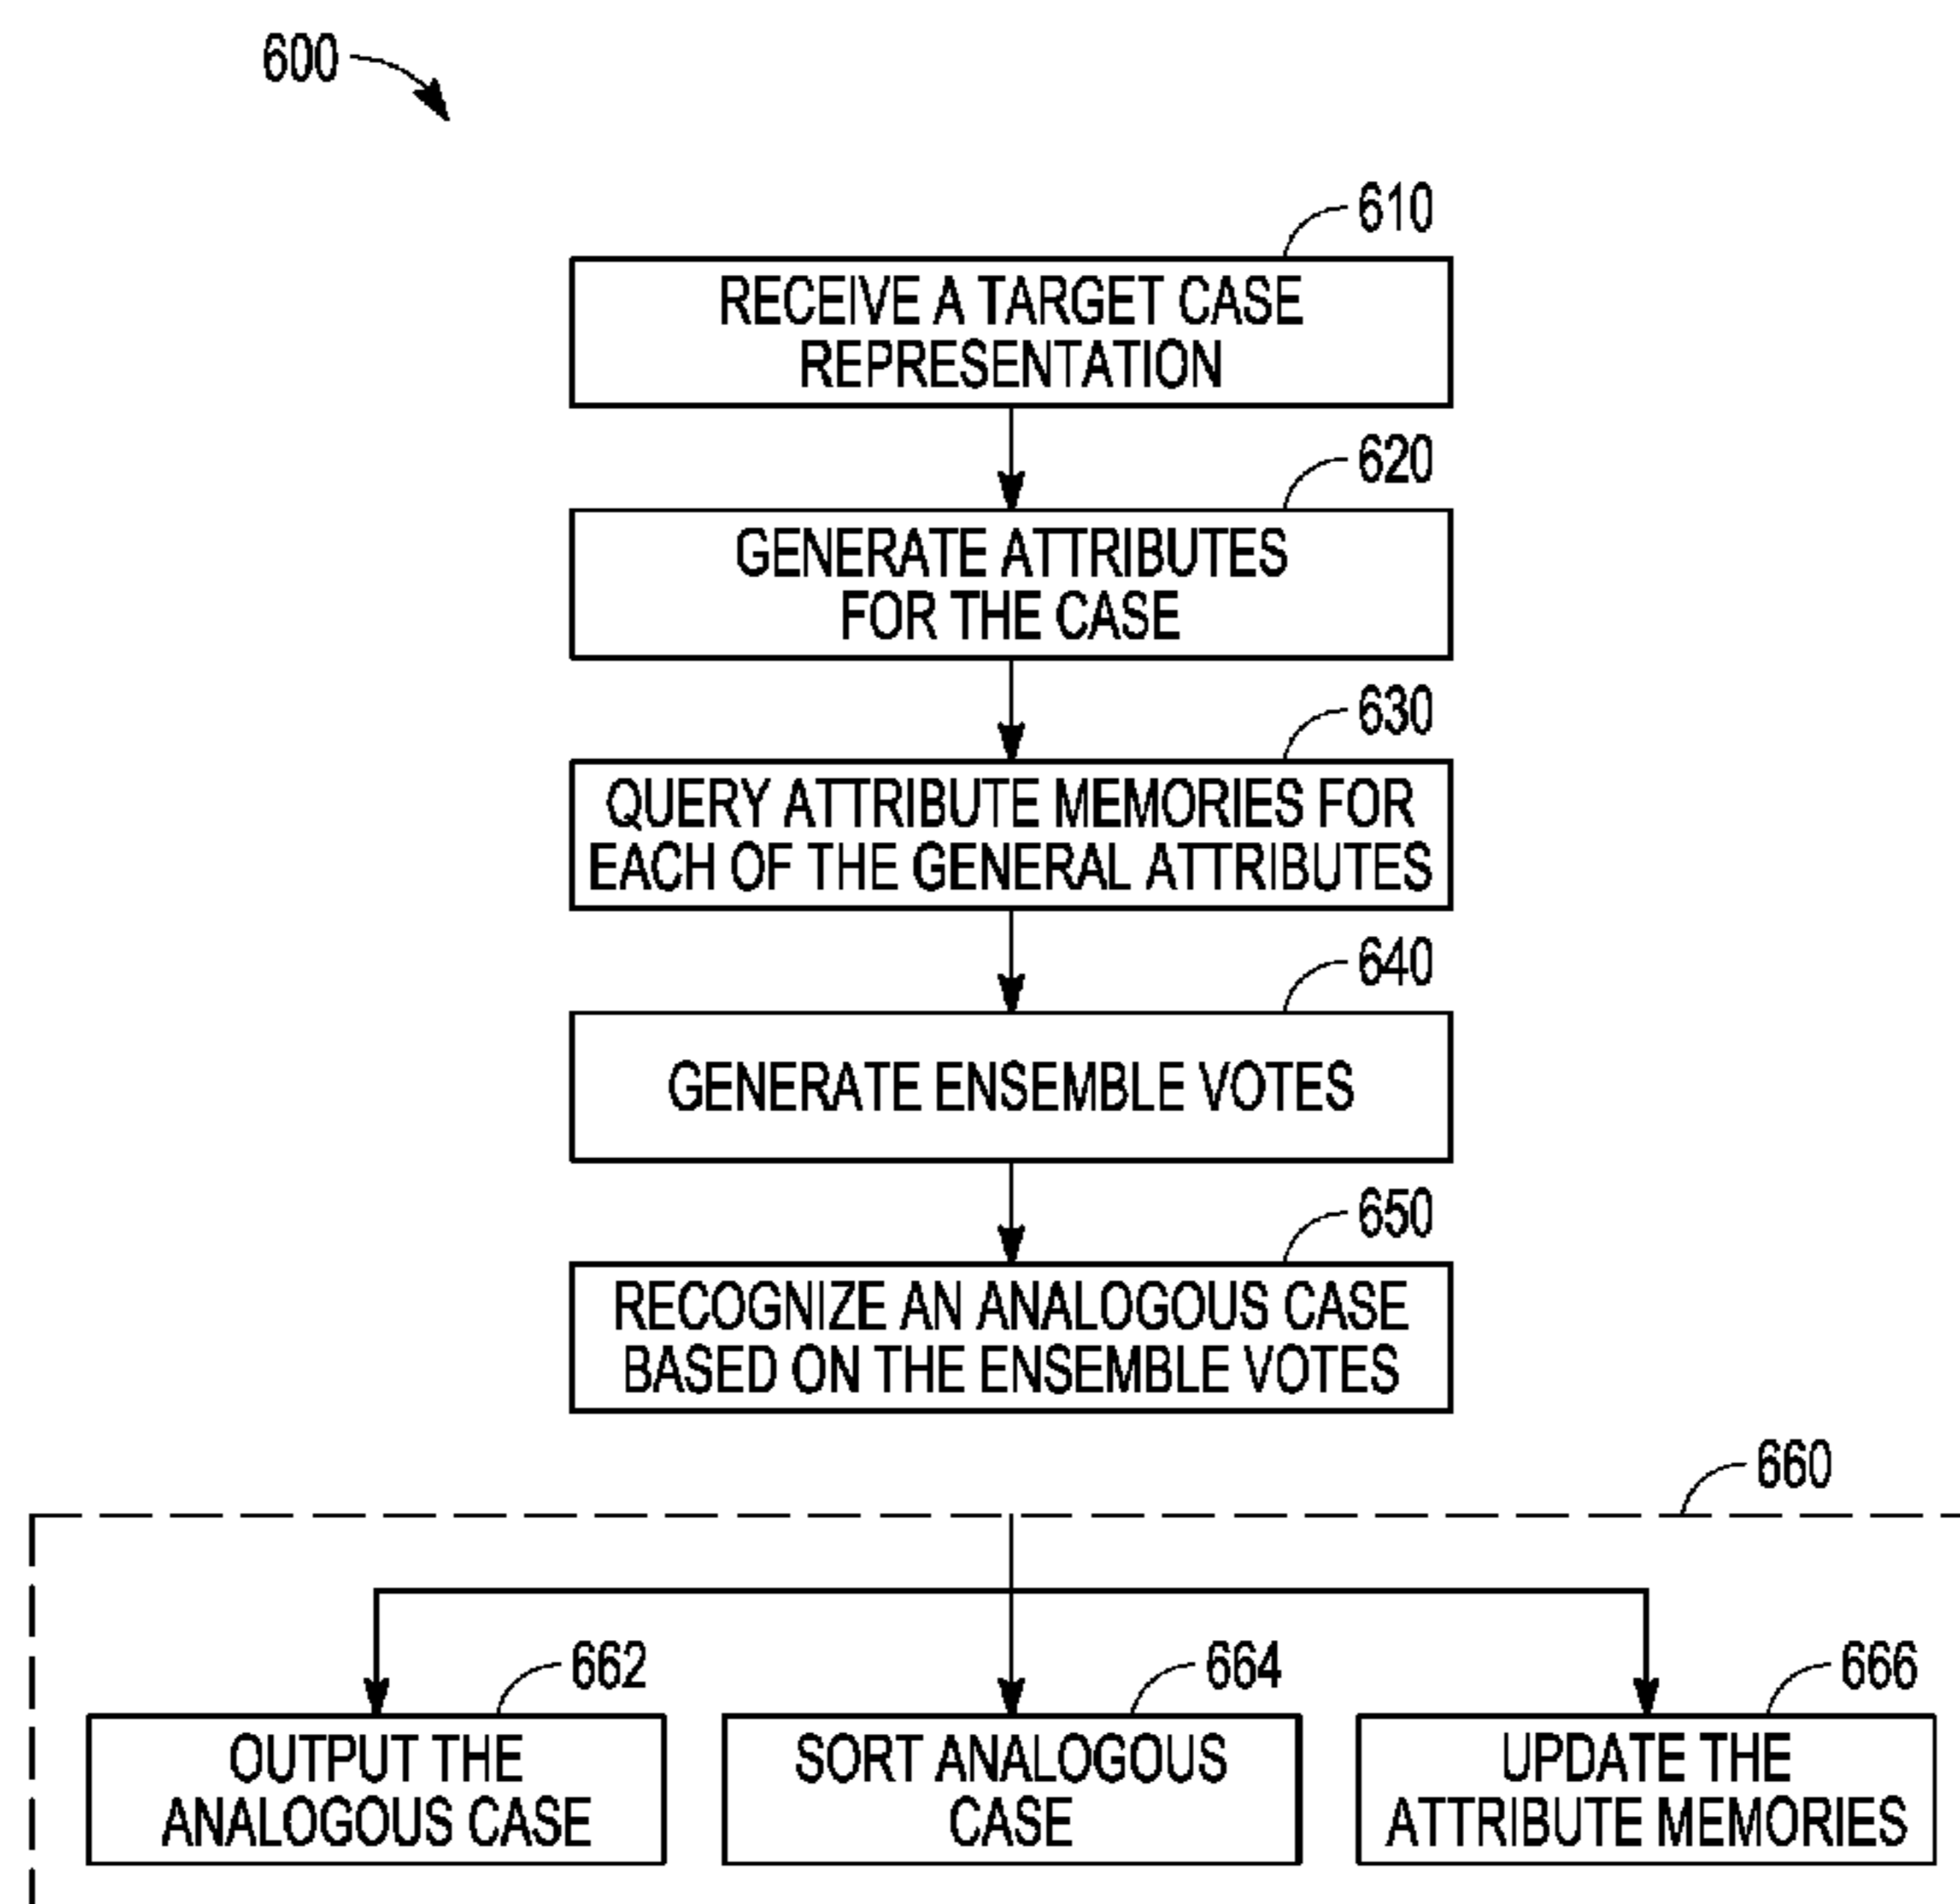 600
610
RECEIVE A TARGET CASE
REPRESENTATION
620
GENERATE ATTRIBUTES
FOR THE CASE
630
QUERY ATTRIBUTE MEMORIES FOR
EACH OF THE GENERAL ATTRIBUTES
640
GENERATE ENSEMBLE VOTES
650
RECOGNIZE AN ANALOGOUS CASE
BASED ON THE ENSEMBLE VOTES
660
662
OUTPUT THE
ANALOGOUS CASE
664
SORT ANALOGOUS
CASE
666
UPDATE THE
ATTRIBUTE MEMORIES